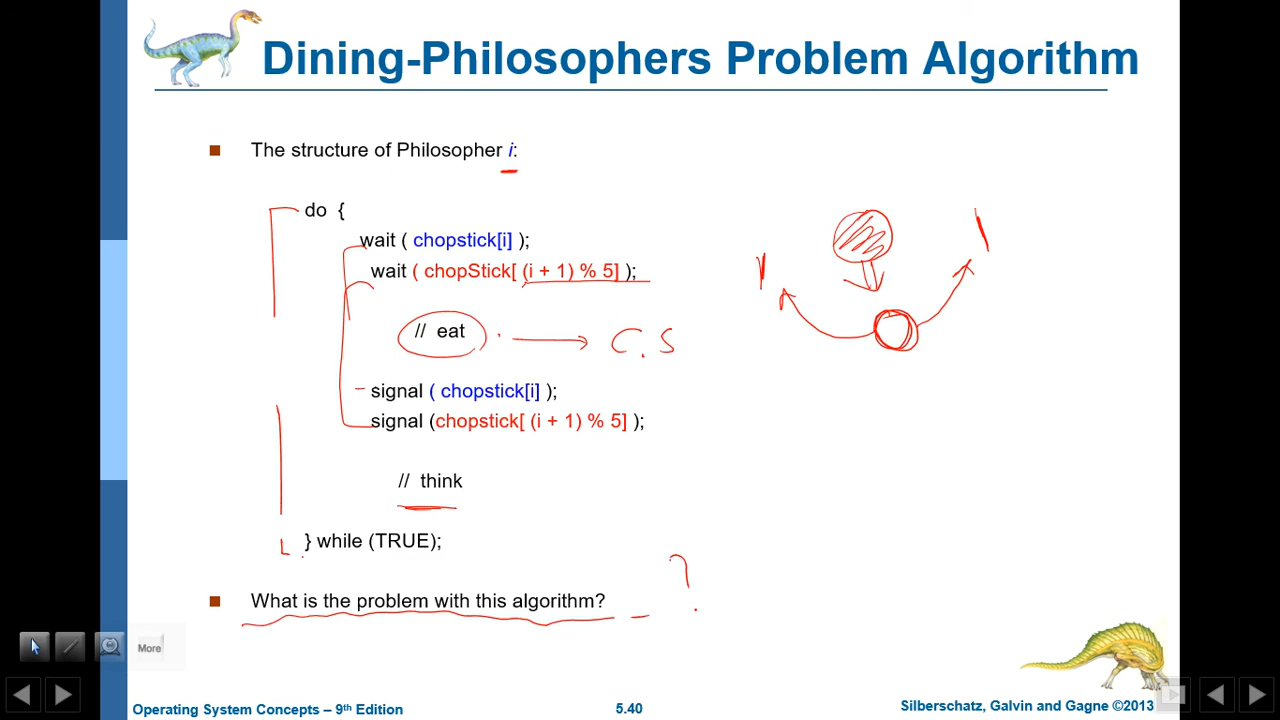 Dining-Philosophers Problem Algorithm
The structure of Philosopher i:
do {
wait ( chopstick[i] );
wait ( chopStick[ (i + 1) % 5] );
// eat
C.S
signal ( chopstick[i] );
signal (chopstick[ (i + 1) % 5] );
// think
} while (TRUE);
What is the problem with this algorithm?
?
More
Operating System Concepts – 9th Edition
5.40
Silberschatz, Galvin and Gagne ©2013